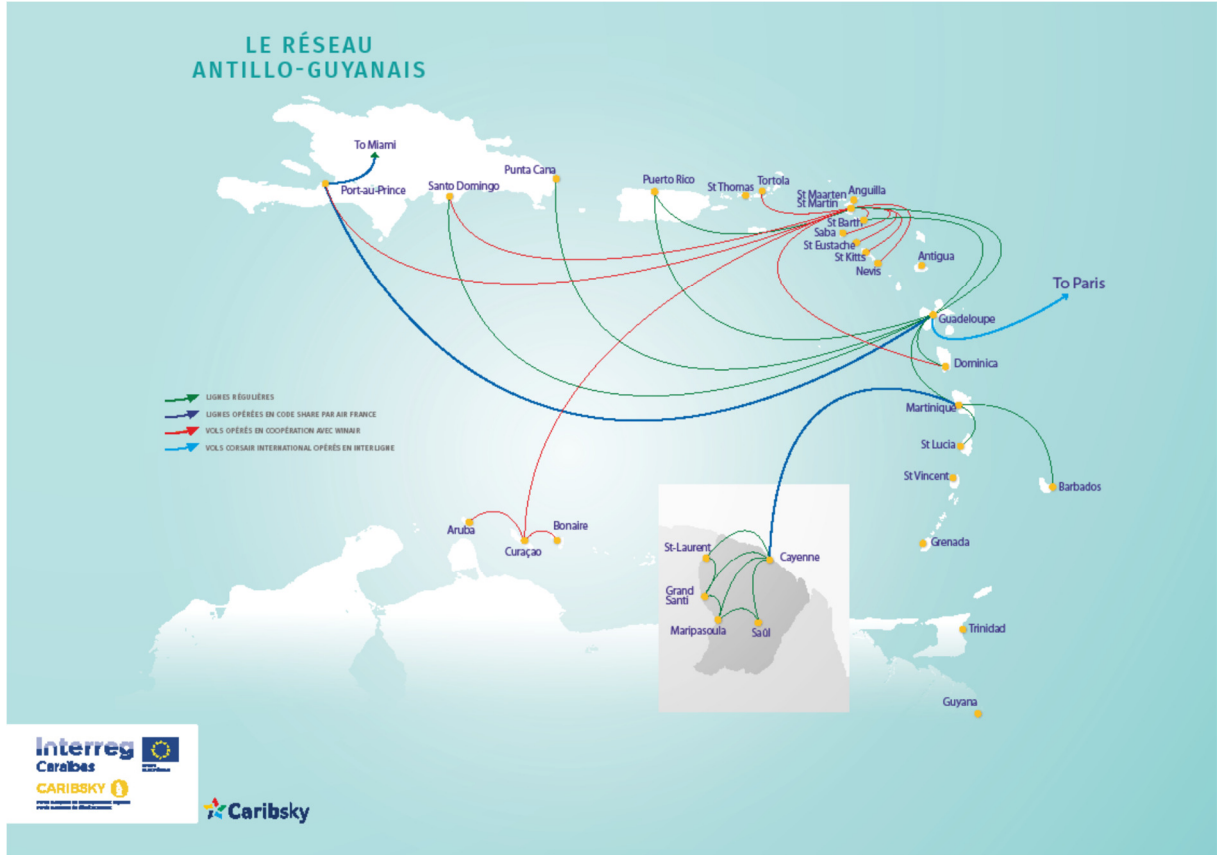 LE RÉSEAU
ANTILLO-GUYANAIS
To Miami
Port-au-Prince
Santo Domingo
Punta Cana
Puerto Rico
St Thomas
Tortola
St Maarten
St Martin
Anguilla
St Barth
Saba
St Eustache
St Kitts
Nevis
Antigua
To Paris
Guadeloupe
Dominica
Martinique
St Lucia
St Vincent
Barbados
Grenada
LIGNES RÉGULIÈRES
LIGNES OPÉRÉES EN CODE SHARE PAR AIR FRANCE
VOLS OPÉRÉS EN COOPÉRATION AVEC WINAIR
VOLS CORSAIR INTERNATIONAL OPÉRÉS EN INTERLIGNE
Aruba
Curaçao
Bonaire
St-Laurent
Cayenne
Grand
Santi
Maripasoula
Saûl
Trinidad
Guyana
Interreg
Caraïbes
CARIBSKY
Caribsky